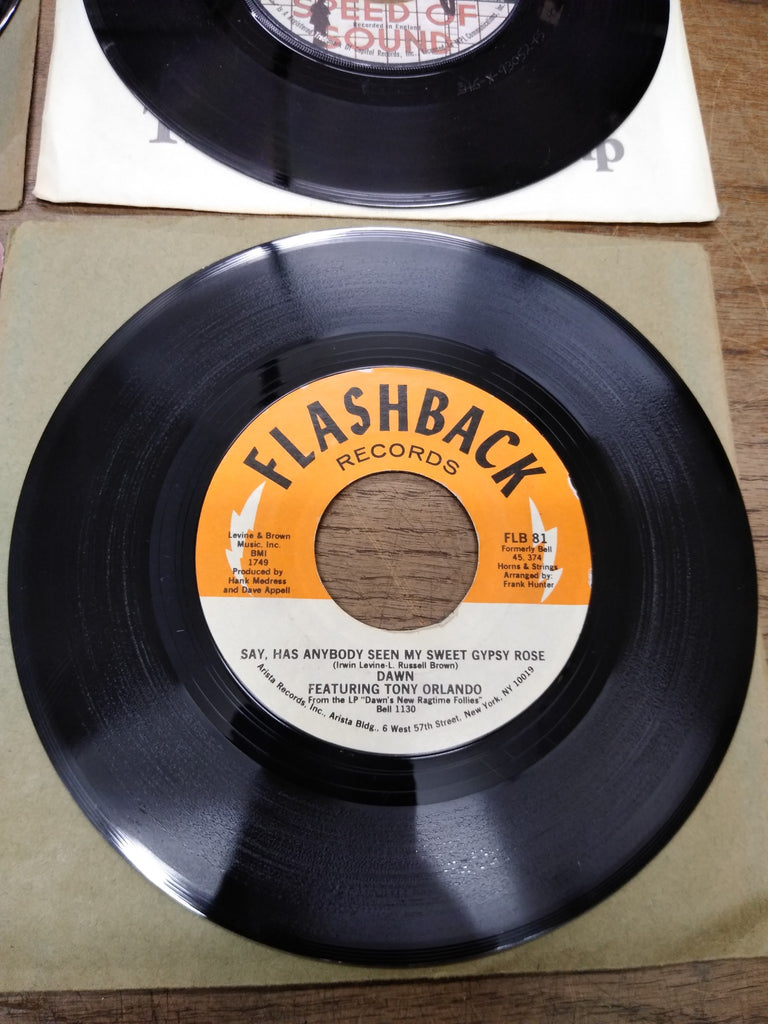 SPEED OF
SOUND
Recorded in England
FLASHBACK
RECORDS
Levine & Brown
Music, Inc.
BMI
1749
Produced by
Hank Medress
and Dave Appell
FLB 81
Formerly Bell
45, 374
Horns & Strings
Arranged by:
Frank Hunter
SAY, HAS ANYBODY SEEN MY SWEET GYPSY ROSE
(Irwin Levine-L. Russell Brown)
DAWN
FEATURING TONY ORLANDO
From the LP "Dawn's New Ragtime Follies"
Bell 1130
Arista Records, Inc., Arista Bldg., 6 West 57th Street, New York, NY 10019